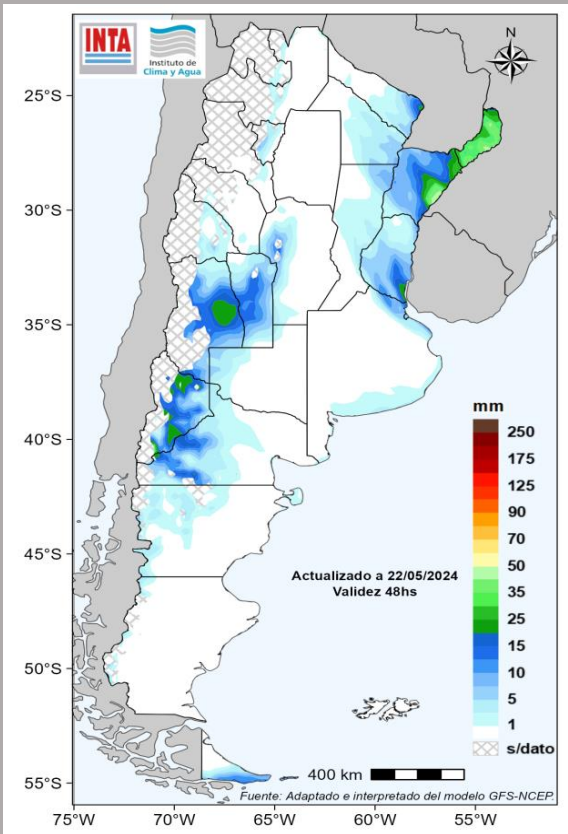 INTA
Instituto de
Clima y Agua
N
25°S
30°S
35°S
40°S
45°S
50°S
55°S
mm
250
175
125
90
70
50
35
25
15
10
5
1
s/dato
Actualizado a 22/05/2024
Validez 48hs
400 km
Fuente: Adaptado e interpretado del modelo GFS-NCEP.
75°W
70°W
65°W
60°W
55°W